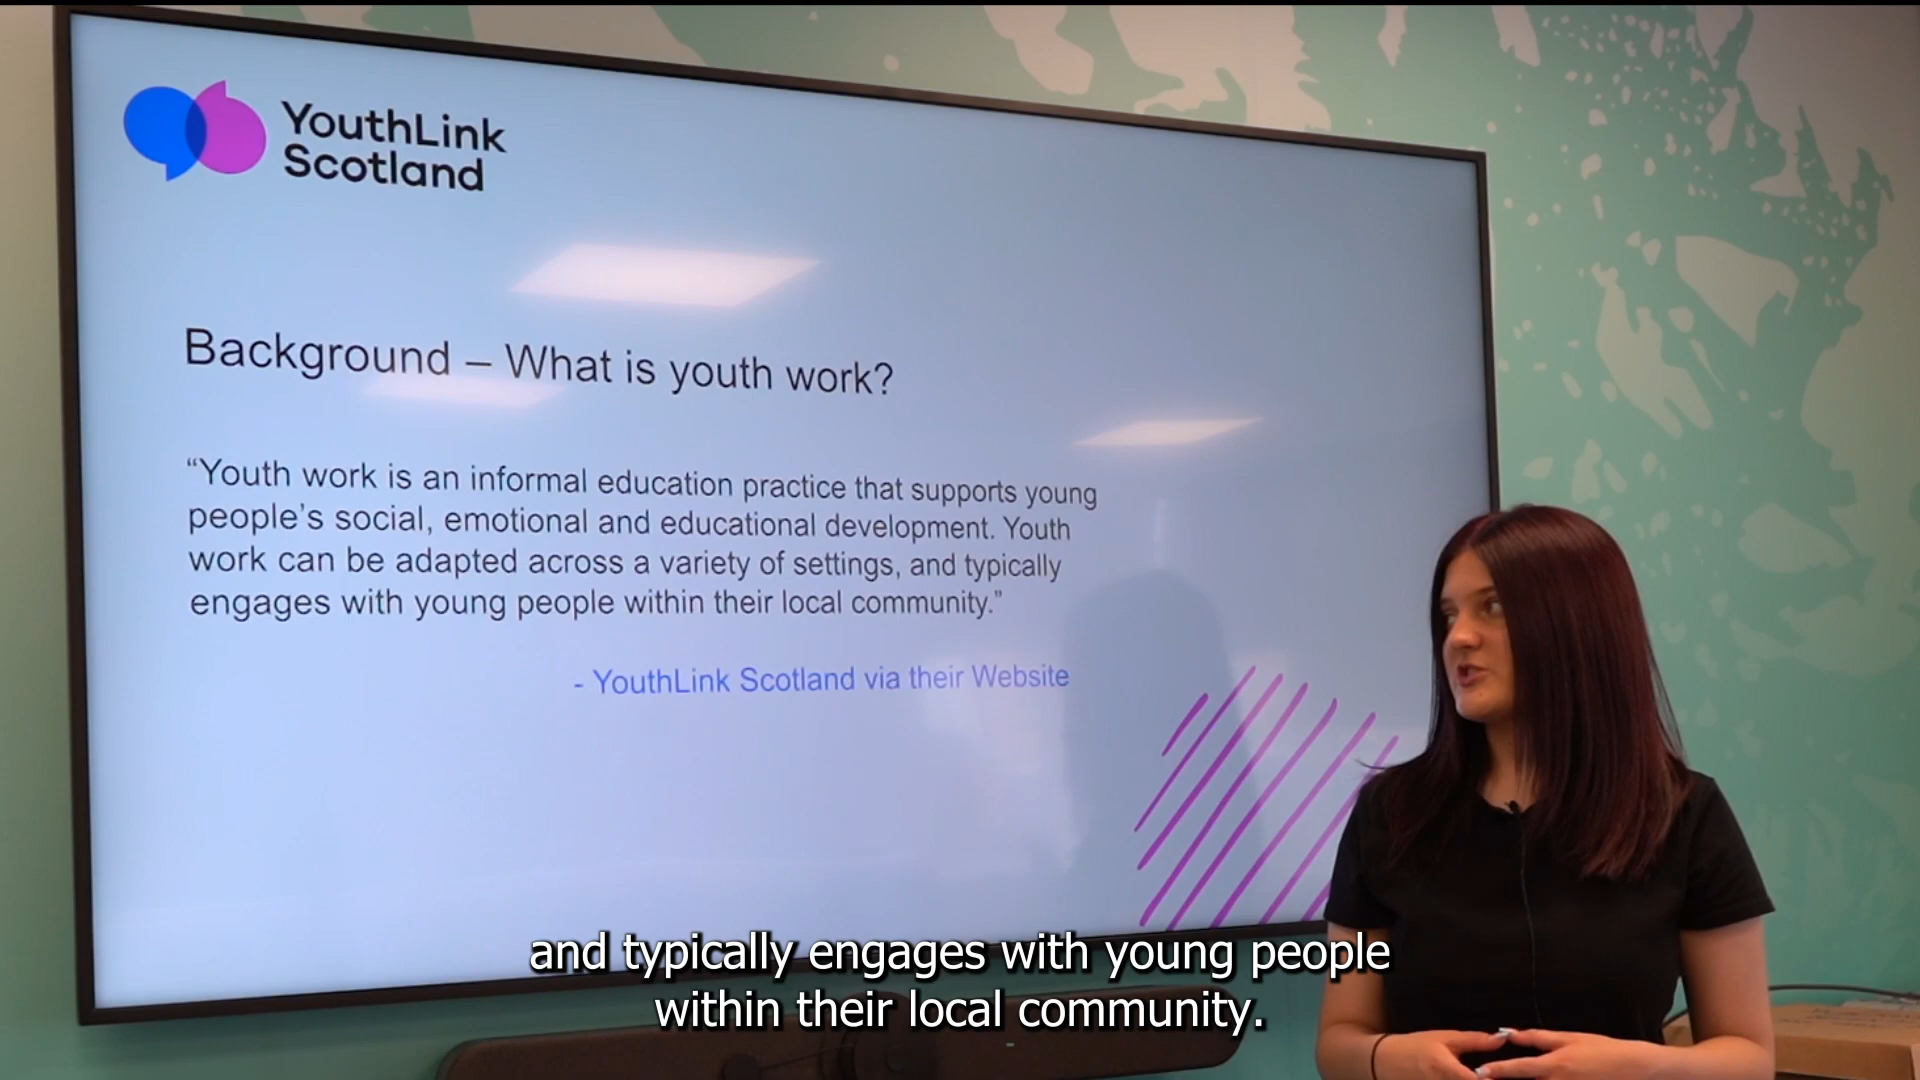 YouthLink
Scotland
Background – What is youth work?
“Youth work is an informal education practice that supports young
people’s social, emotional and educational development. Youth
work can be adapted across a variety of settings, and typically
engages with young people within their local community.”
- YouthLink Scotland via their Website
and typically engages with young people
within their local community.